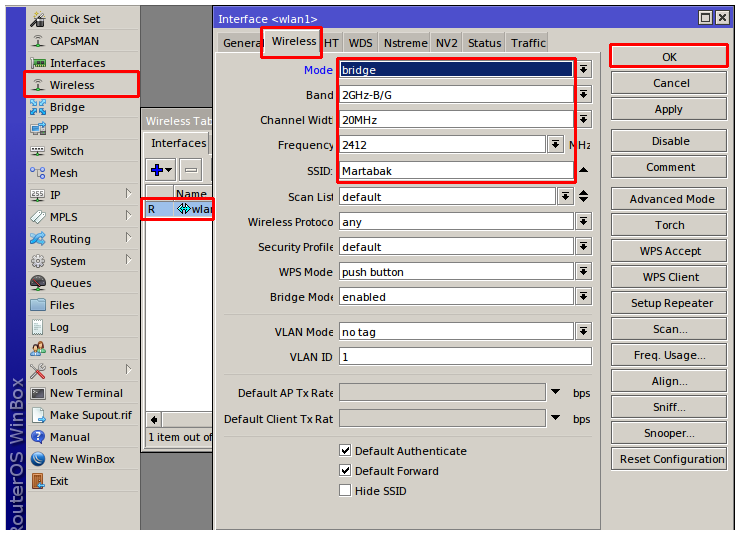 Quick Set
CAPsMAN
Interfaces
Wireless
Bridge
PPP
Switch
Mesh
IP
MPLS
Routing
System
Queues
Files
Log
Radius
Tools
New Terminal
Make Supout.rif
Manual
New WinBox
Exit
RouterOS WinBox
Wireless Tab
Interfaces
Name
R wlan
1 item out of
Interface <wlan1>
General Wireless HT WDS Nstreme NV2 Status Traffic
Mode bridge
Band 2GHz-B/G
Channel Widt 20MHz
Frequency 2412 MHz
SSID: Martabak
Scan List default
Wireless Protoco any
Security Profile default
WPS Mode push button
Bridge Mode enabled
VLAN Mode no tag
VLAN ID 1
Default AP Tx Rate bps
Default Client Tx Rat bps
Default Authenticate
Default Forward
Hide SSID
OK
Cancel
Apply
Disable
Comment
Advanced Mode
Torch
WPS Accept
WPS Client
Setup Repeater
Scan...
Freq. Usage...
Align...
Sniff...
Snooper...
Reset Configuration